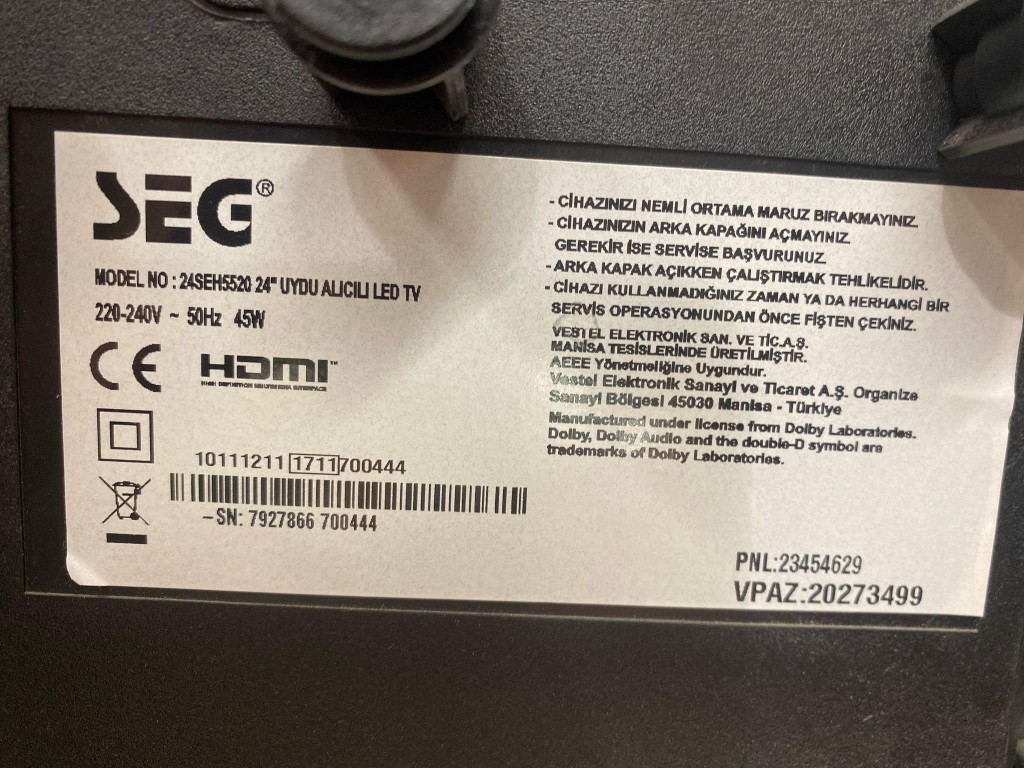 SEG®
MODEL NO : 24SEH5520 24" UYDU ALICILI LED TV
220-240V ~ 50Hz 45W
CE HDMI™
HIGH DEFINITION MULTIMEDIA INTERFACE
10111211 1711 700444
-SN: 7927866 700444
- CİHAZINIZI NEMLİ ORTAMA MARUZ BIRAKMAYINIZ.
- CİHAZINIZIN ARKA KAPAĞINI AÇMAYINIZ
GEREKİR İSE SERVİSE BAŞVURUNUZ.
- ARKA KAPAK AÇIKKEN ÇALIŞTIRMAK TEHLİKELİDİR.
- CİHAZI KULLANMADIĞINIZ ZAMAN YA DA HERHANGİ BİR
SERVİS OPERASYONUNDAN ÖNCE FİŞTEN ÇEKİNİZ.
VESTEL ELEKTRONİK SAN. VE TİC.A.Ş.
MANİSA TESİSLERİNDE ÜRETİLMİŞTİR.
AEEE Yönetmeliğine Uygundur.
Vestel Elektronik Sanayi ve Ticaret A.Ş. Organize
Sanayi Bölgesi 45030 Manisa - Türkiye
Manufactured under license from Dolby Laboratories.
Dolby, Dolby Audio and the double-D symbol are
trademarks of Dolby Laboratories.
PNL:23454629
VPAZ:20273499